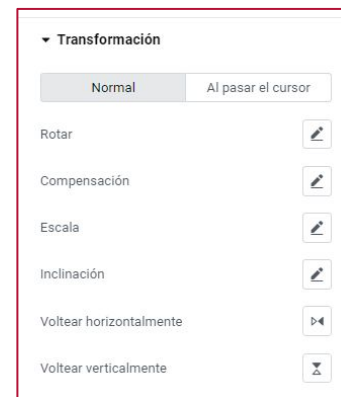 Transformación
Normal Al pasar el cursor
Rotar
Compensación
Escala
Inclinación
Voltear horizontalmente
Voltear verticalmente